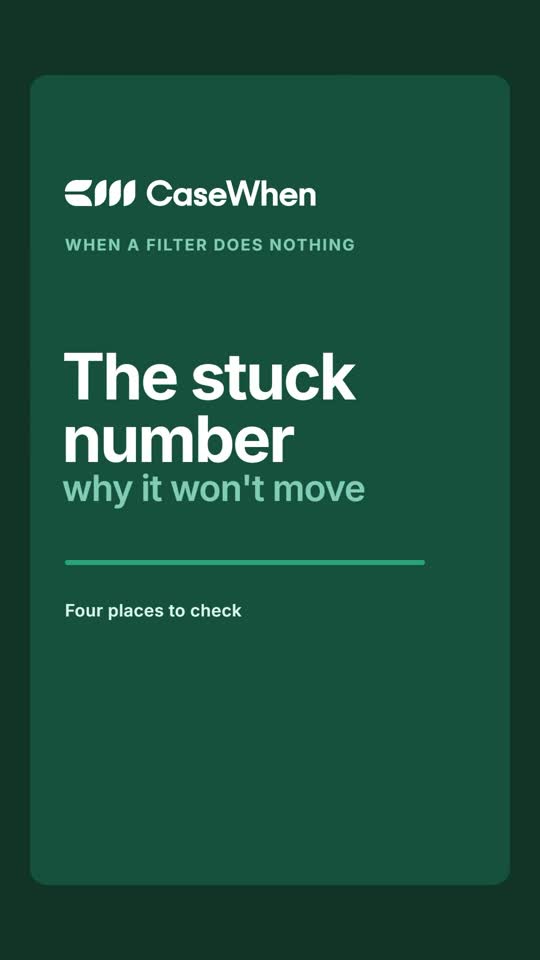 CaseWhen
WHEN A FILTER DOES NOTHING
The stuck
number
why it won't move
Four places to check